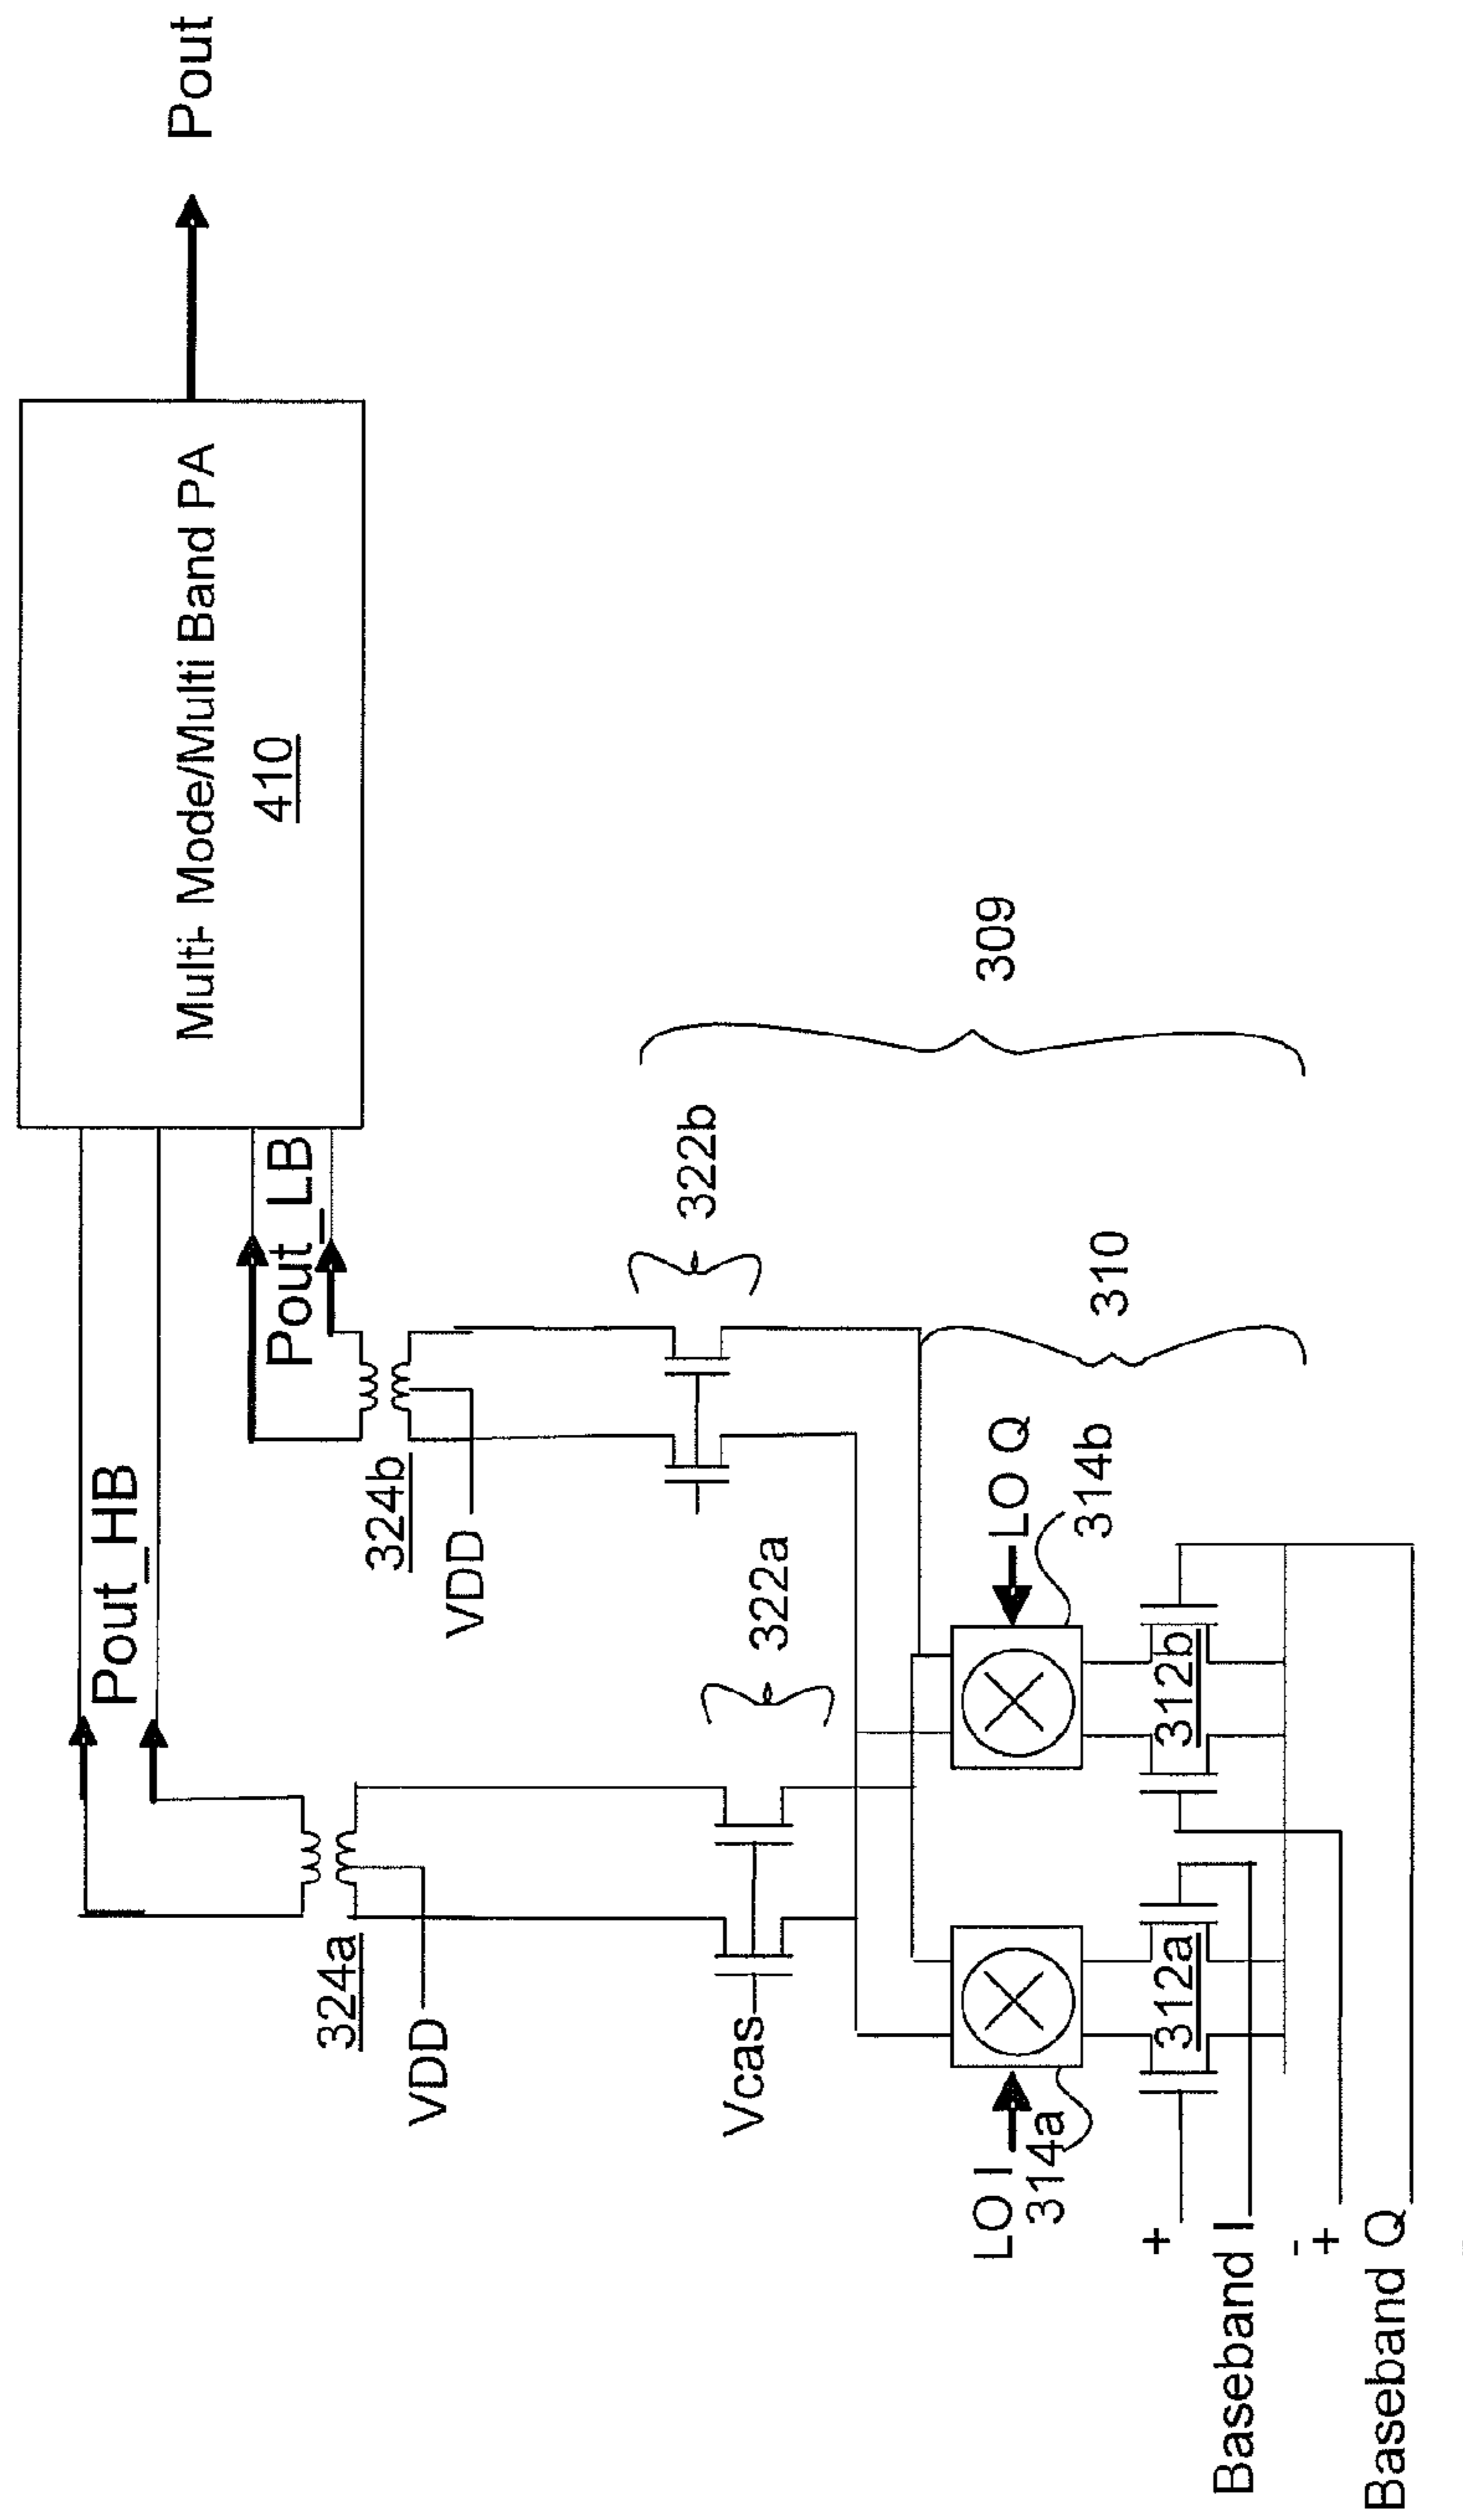 Pout
Multi- Mode/Multi Band PA
410
Pout_HB
Pout_LB
324a
324b
VDD
VDD
322a
322b
309
Vcas
LO I
314a
LO Q
314b
310
312a
312b
+
Baseband I
-
+
Baseband Q
-